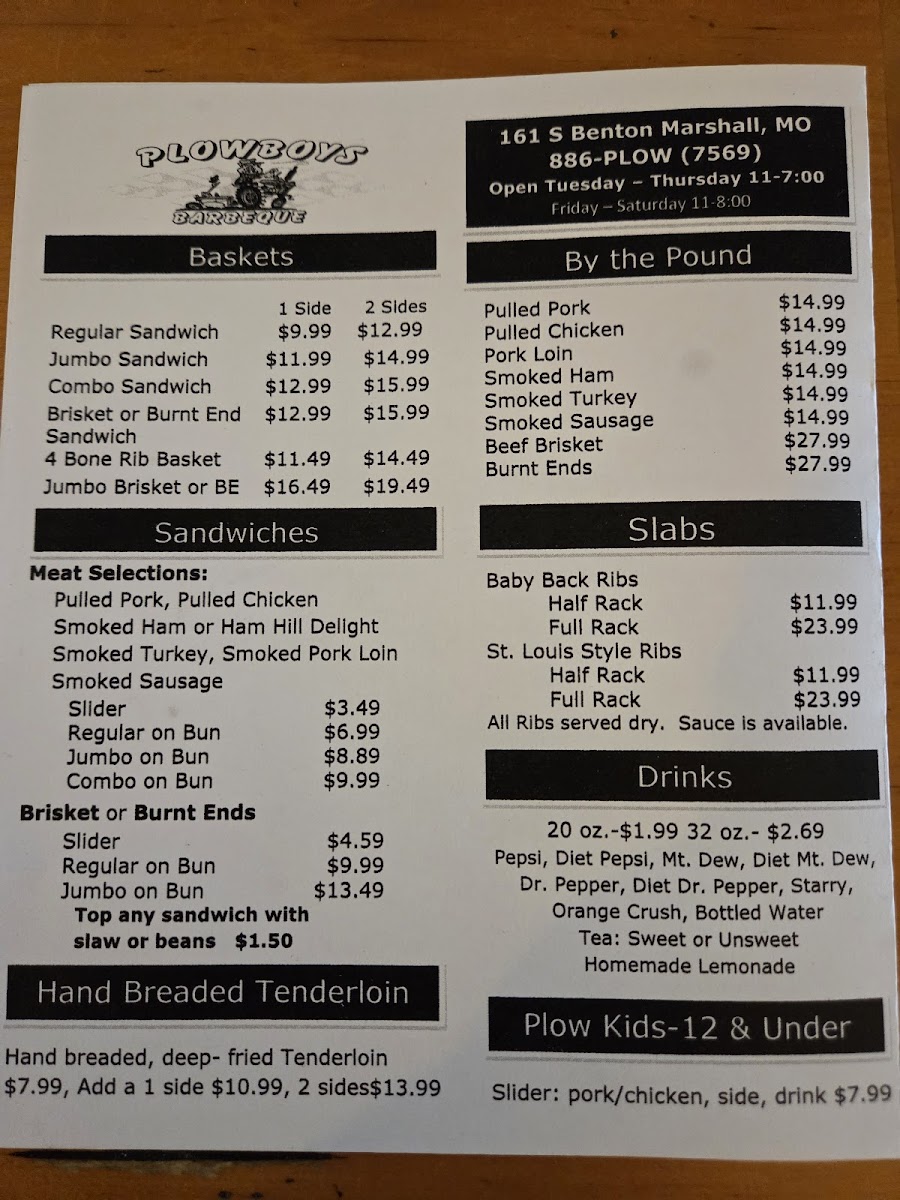 PLOWBOYS
BARBEQUE
161 S Benton Marshall, MO
886-PLOW (7569)
Open Tuesday – Thursday 11-7:00
Friday – Saturday 11-8:00
Baskets
1 Side 2 Sides
Regular Sandwich $9.99 $12.99
Jumbo Sandwich $11.99 $14.99
Combo Sandwich $12.99 $15.99
Brisket or Burnt End $12.99 $15.99
Sandwich
4 Bone Rib Basket $11.49 $14.49
Jumbo Brisket or BE $16.49 $19.49
Sandwiches
Meat Selections:
Pulled Pork, Pulled Chicken
Smoked Ham or Ham Hill Delight
Smoked Turkey, Smoked Pork Loin
Smoked Sausage
Slider $3.49
Regular on Bun $6.99
Jumbo on Bun $8.89
Combo on Bun $9.99
Brisket or Burnt Ends
Slider $4.59
Regular on Bun $9.99
Jumbo on Bun $13.49
Top any sandwich with
slaw or beans $1.50
Hand Breaded Tenderloin
Hand breaded, deep- fried Tenderloin
$7.99, Add a 1 side $10.99, 2 sides$13.99
By the Pound
Pulled Pork $14.99
Pulled Chicken $14.99
Pork Loin $14.99
Smoked Ham $14.99
Smoked Turkey $14.99
Smoked Sausage $14.99
Beef Brisket $27.99
Burnt Ends $27.99
Slabs
Baby Back Ribs
Half Rack $11.99
Full Rack $23.99
St. Louis Style Ribs
Half Rack $11.99
Full Rack $23.99
All Ribs served dry. Sauce is available.
Drinks
20 oz.-$1.99 32 oz.- $2.69
Pepsi, Diet Pepsi, Mt. Dew, Diet Mt. Dew,
Dr. Pepper, Diet Dr. Pepper, Starry,
Orange Crush, Bottled Water
Tea: Sweet or Unsweet
Homemade Lemonade
Plow Kids-12 & Under
Slider: pork/chicken, side, drink $7.99